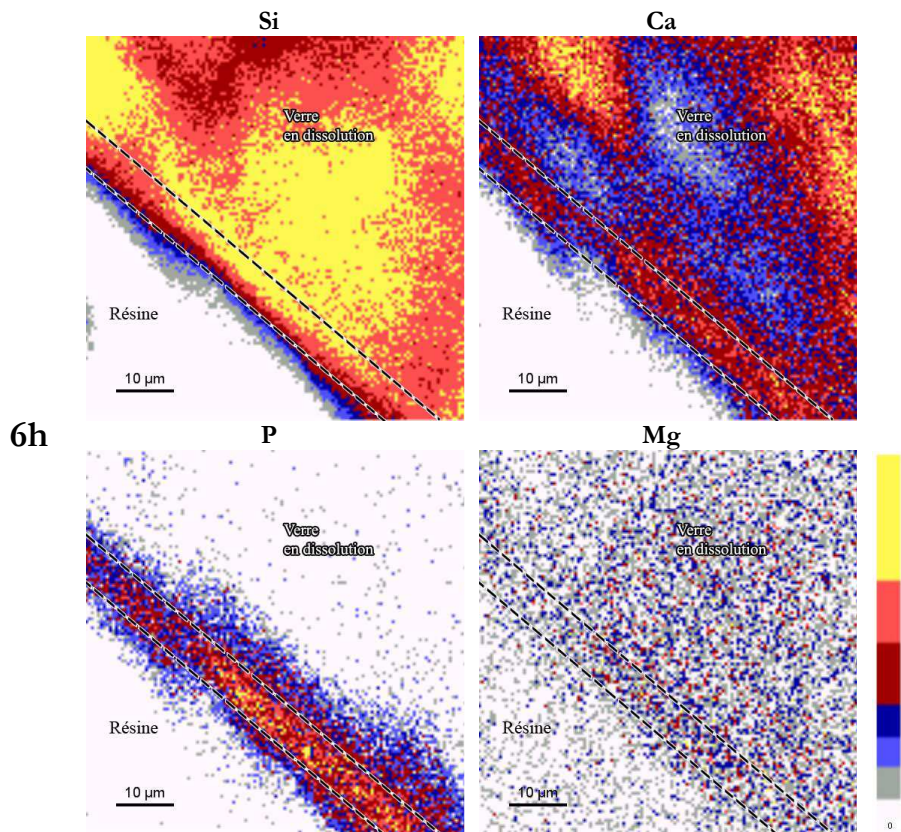 Si
Ca
Verre
en dissolution
Verre
en dissolution
Résine
Résine
10 µm
10 µm
6h
P
Mg
Verre
en dissolution
Verre
en dissolution
Résine
Résine
10 µm
10 µm
0